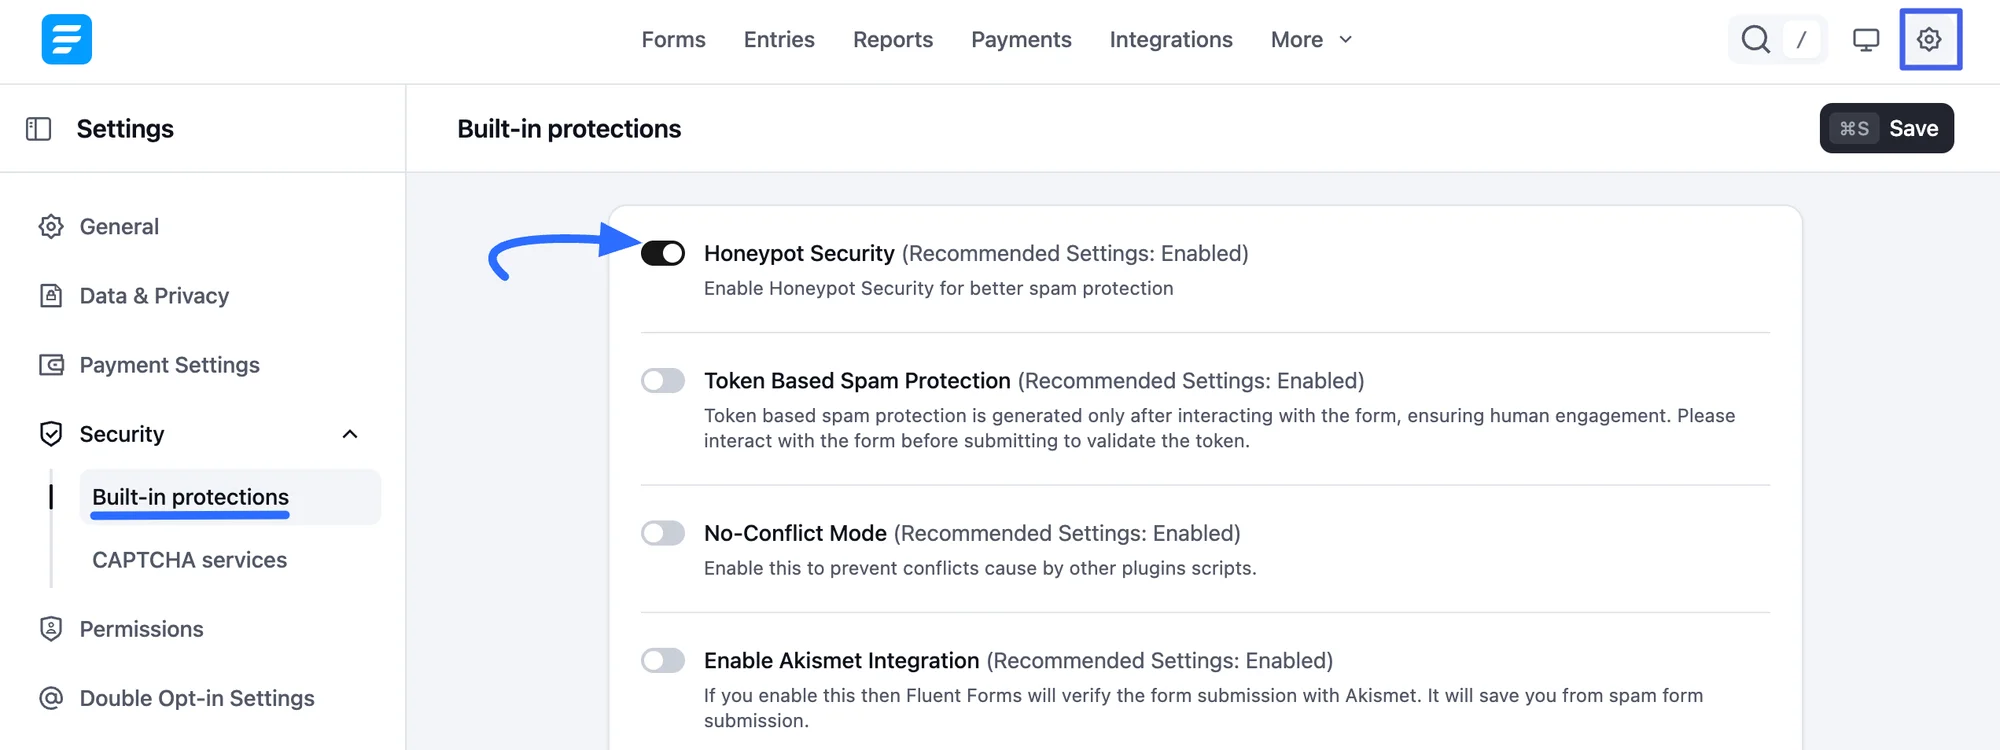 Forms Entries Reports Payments Integrations More /
Settings
Built-in protections
⌘S Save
General
Data & Privacy
Payment Settings
Security
Built-in protections
CAPTCHA services
Permissions
Double Opt-in Settings
Honeypot Security (Recommended Settings: Enabled)
Enable Honeypot Security for better spam protection
Token Based Spam Protection (Recommended Settings: Enabled)
Token based spam protection is generated only after interacting with the form, ensuring human engagement. Please
interact with the form before submitting to validate the token.
No-Conflict Mode (Recommended Settings: Enabled)
Enable this to prevent conflicts cause by other plugins scripts.
Enable Akismet Integration (Recommended Settings: Enabled)
If you enable this then Fluent Forms will verify the form submission with Akismet. It will save you from spam form
submission.